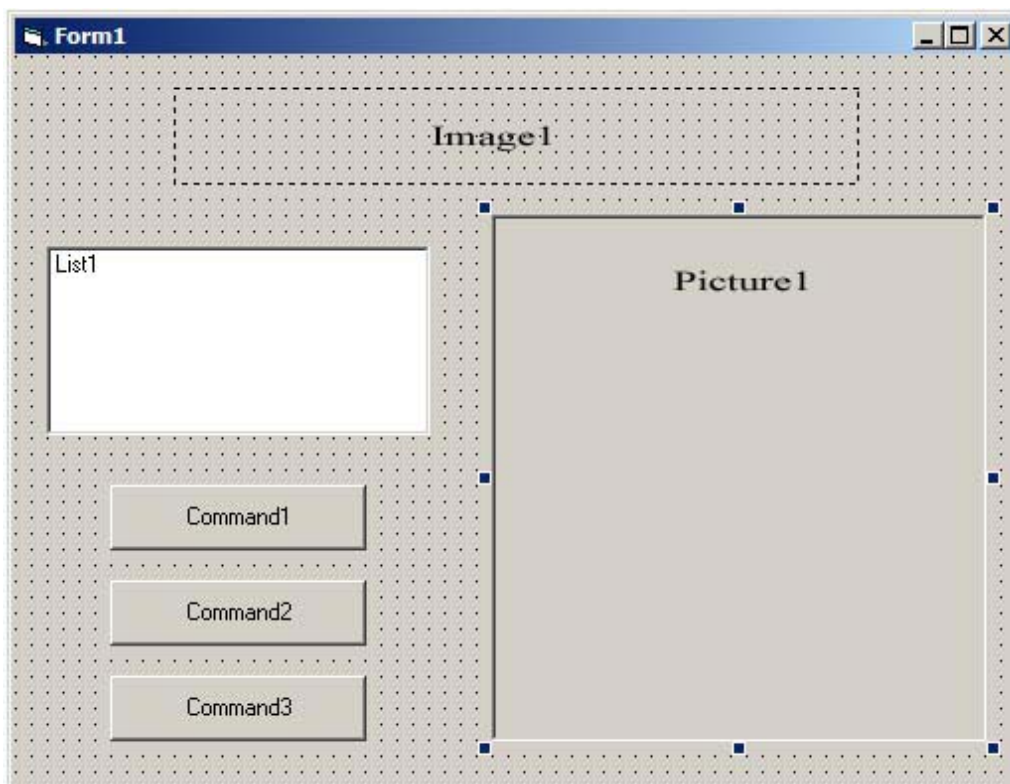 Form1
Image1
List1
Picture1
Command1
Command2
Command3